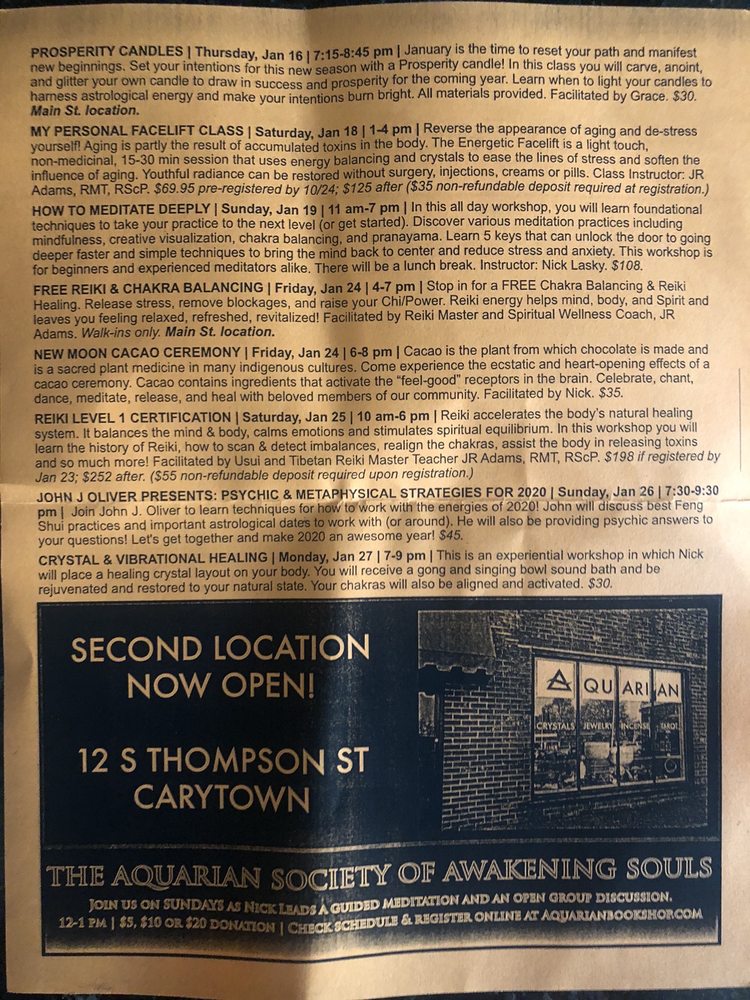 PROSPERITY CANDLES | Thursday, Jan 16 | 7:15-8:45 pm | January is the time to reset your path and manifest
new beginnings. Set your intentions for this new season with a Prosperity candle! In this class you will carve, anoint,
and glitter your own candle to draw in success and prosperity for the coming year. Learn when to light your candles to
harness astrological energy and make your intentions burn bright. All materials provided. Facilitated by Grace. $30.
Main St. location.
MY PERSONAL FACELIFT CLASS | Saturday, Jan 18 | 1-4 pm | Reverse the appearance of aging and de-stress
yourself! Aging is partly the result of accumulated toxins in the body. The Energetic Facelift is a light touch,
non-medicinal, 15-30 min session that uses energy balancing and crystals to ease the lines of stress and soften the
influence of aging. Youthful radiance can be restored without surgery, injections, creams or pills. Class Instructor: JR
Adams, RMT, RScP. $69.95 pre-registered by 10/24; $125 after ($35 non-refundable deposit required at registration.)
HOW TO MEDITATE DEEPLY | Sunday, Jan 19 | 11 am-7 pm | In this all day workshop, you will learn foundational
techniques to take your practice to the next level (or get started). Discover various meditation practices including
mindfulness, creative visualization, chakra balancing, and pranayama. Learn 5 keys that can unlock the door to going
deeper faster and simple techniques to bring the mind back to center and reduce stress and anxiety. This workshop is
for beginners and experienced meditators alike. There will be a lunch break. Instructor: Nick Lasky. $108.
FREE REIKI & CHAKRA BALANCING | Friday, Jan 24 | 4-7 pm | Stop in for a FREE Chakra Balancing & Reiki
Healing. Release stress, remove blockages, and raise your Chi/Power. Reiki energy helps mind, body, and Spirit and
leaves you feeling relaxed, refreshed, revitalized! Facilitated by Reiki Master and Spiritual Wellness Coach, JR
Adams. Walk-ins only. Main St. location.
NEW MOON CACAO CEREMONY | Friday, Jan 24 | 6-8 pm | Cacao is the plant from which chocolate is made and
is a sacred plant medicine in many indigenous cultures. Come experience the ecstatic and heart-opening effects of a
cacao ceremony. Cacao contains ingredients that activate the “feel-good” receptors in the brain. Celebrate, chant,
dance, meditate, release, and heal with beloved members of our community. Facilitated by Nick. $35.
REIKI LEVEL 1 CERTIFICATION | Saturday, Jan 25 | 10 am-6 pm | Reiki accelerates the body's natural healing
system. It balances the mind & body, calms emotions and stimulates spiritual equilibrium. In this workshop you will
learn the history of Reiki, how to scan & detect imbalances, realign the chakras, assist the body in releasing toxins
and so much more! Facilitated by Usui and Tibetan Reiki Master Teacher JR Adams, RMT, RScP. $198 if registered by
Jan 23; $252 after. ($55 non-refundable deposit required upon registration.)
JOHN J OLIVER PRESENTS: PSYCHIC & METAPHYSICAL STRATEGIES FOR 2020 | Sunday, Jan 26 | 7:30-9:30
pm | Join John J. Oliver to learn techniques for how to work with the energies of 2020! John will discuss best Feng
Shui practices and important astrological dates to work with (or around). He will also be providing psychic answers to
your questions! Let's get together and make 2020 an awesome year! $45.
CRYSTAL & VIBRATIONAL HEALING | Monday, Jan 27 | 7-9 pm | This is an experiential workshop in which Nick
will place a healing crystal layout on your body. You will receive a gong and singing bowl sound bath and be
rejuvenated and restored to your natural state. Your chakras will also be aligned and activated. $30.
SECOND LOCATION
NOW OPEN!
12 S THOMPSON ST
CARYTOWN
AQUARIAN
CRYSTALS JEWELRY INCENSE TAROT
THE AQUARIAN SOCIETY OF AWAKENING SOULS
JOIN US ON SUNDAYS AS NICK LEADS A GUIDED MEDITATION AND AN OPEN GROUP DISCUSSION.
12-1 PM | $5, $10 OR $20 DONATION | CHECK SCHEDULE & REGISTER ONLINE AT AQUARIANBOOKSHOP.COM